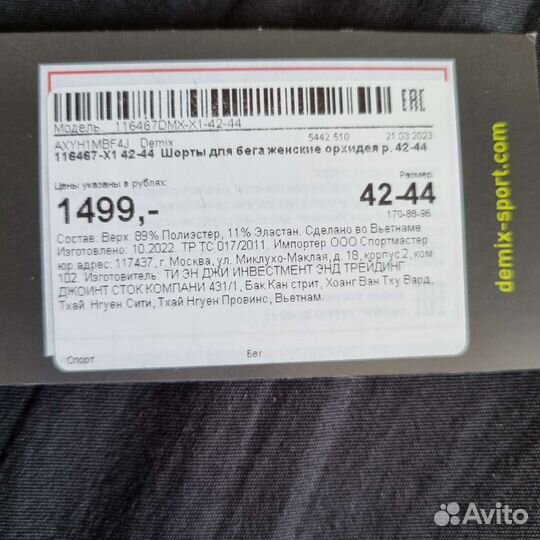 Модель 116467DMX-X1-42-44
EAC
AXYH1MBF4J Demix 5442 510 21.03.2023
116467-X1 42-44 Шорты для бега женские орхидея р. 42-44
Цены указаны в рублях: Размер:
1499,- 42-44
170-88-96
Состав: Верх: 89% Полиэстер, 11% Эластан. Сделано во Вьетнаме
Изготовлено: 10.2022. ТР ТС 017/2011. Импортер ООО Спортмастер
юр.адрес: 117437, г. Москва, ул. Миклухо-Маклая, д. 18, корпус 2, ком.
102. Изготовитель: ТИ ЭН ДЖИ ИНВЕСТМЕНТ ЭНД ТРЕЙДИНГ
ДЖОИНТ СТОК КОМПАНИ 431/1, Бак Кан стрит, Хоанг Ван Тху Вард,
Тхай Нгуен Сити, Тхай Нгуен Провинс, Вьетнам.
Спорт Бег
demix-sport.com
Avito